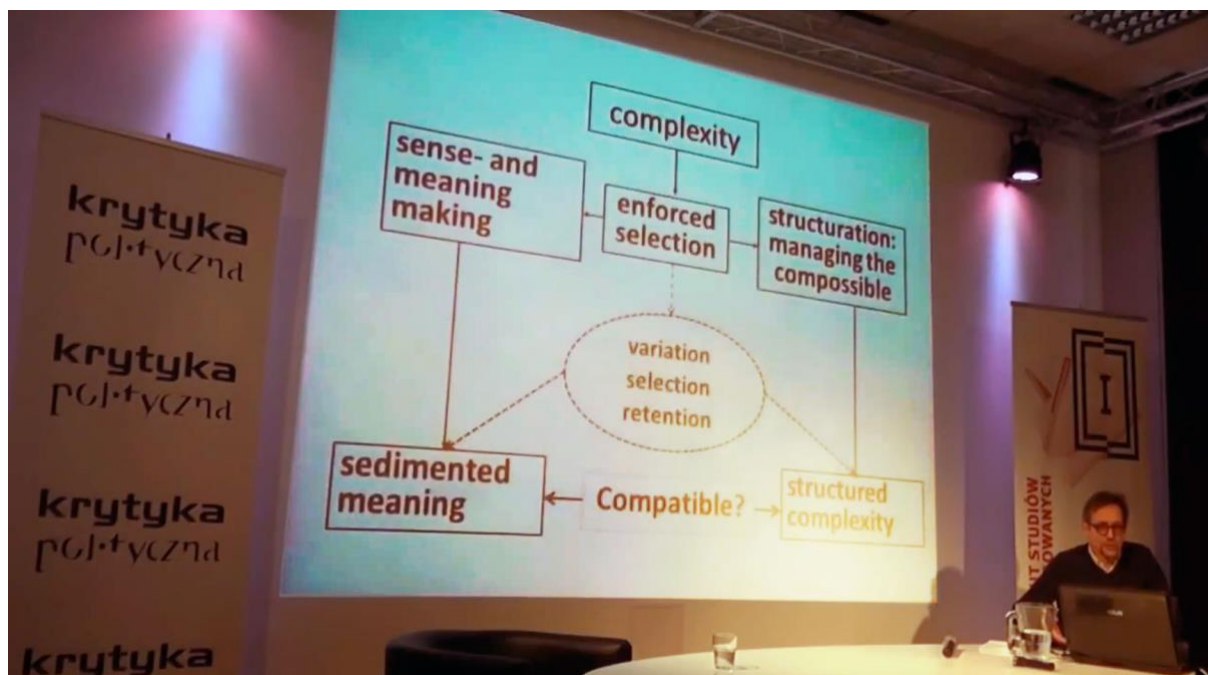 krytyka
polityczna
krytyka
polityczna
krytyka
polityczna
krytyka
complexity
sense- and
meaning
making
enforced
selection
structuration:
managing the
compossible
variation
selection
retention
sedimented
meaning
Compatible?
structured
complexity
I
STUDIÓW